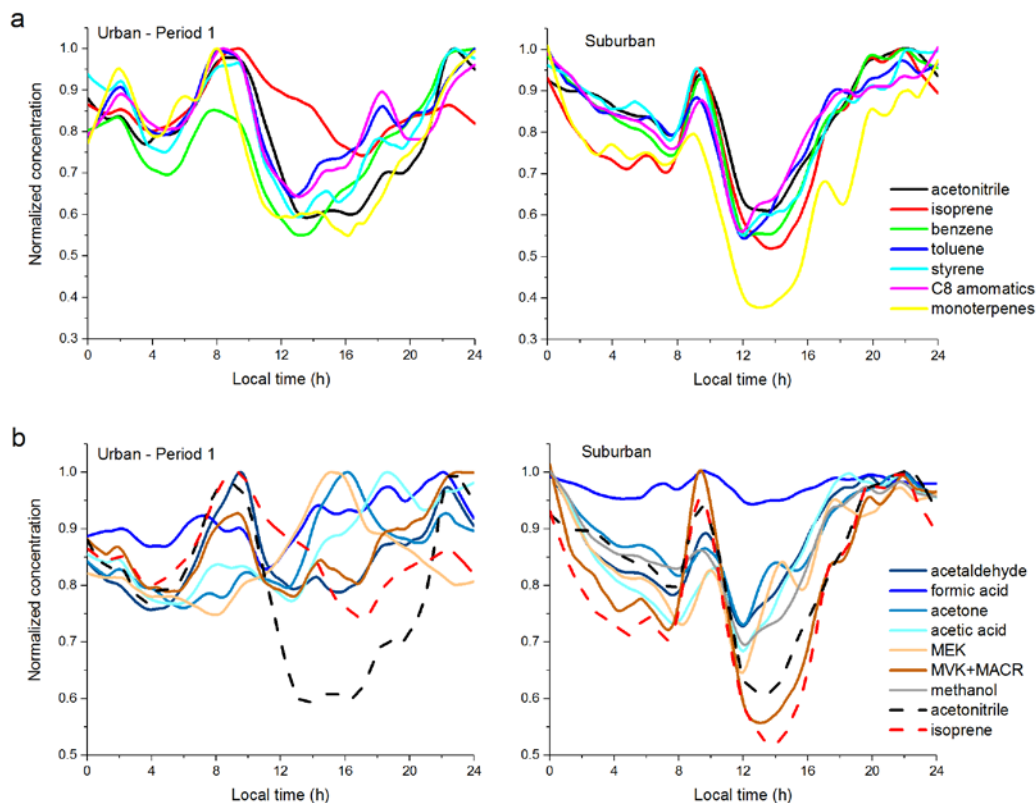 a
Urban - Period 1
Normalized concentration
1.0
0.9
0.8
0.7
0.6
0.5
0.4
0.3
0 4 8 12 16 20 24
Local time (h)
Suburban
1.0
0.9
0.8
0.7
0.6
0.5
0.4
0.3
0 4 8 12 16 20 24
Local time (h)
acetonitrile
isoprene
benzene
toluene
styrene
C8 amomatics
monoterpenes
b
Urban - Period 1
Normalized concentration
1.0
0.9
0.8
0.7
0.6
0.5
0 4 8 12 16 20 24
Local time (h)
Suburban
1.0
0.9
0.8
0.7
0.6
0.5
0 4 8 12 16 20 24
Local time (h)
acetaldehyde
formic acid
acetone
acetic acid
MEK
MVK+MACR
methanol
acetonitrile
isoprene